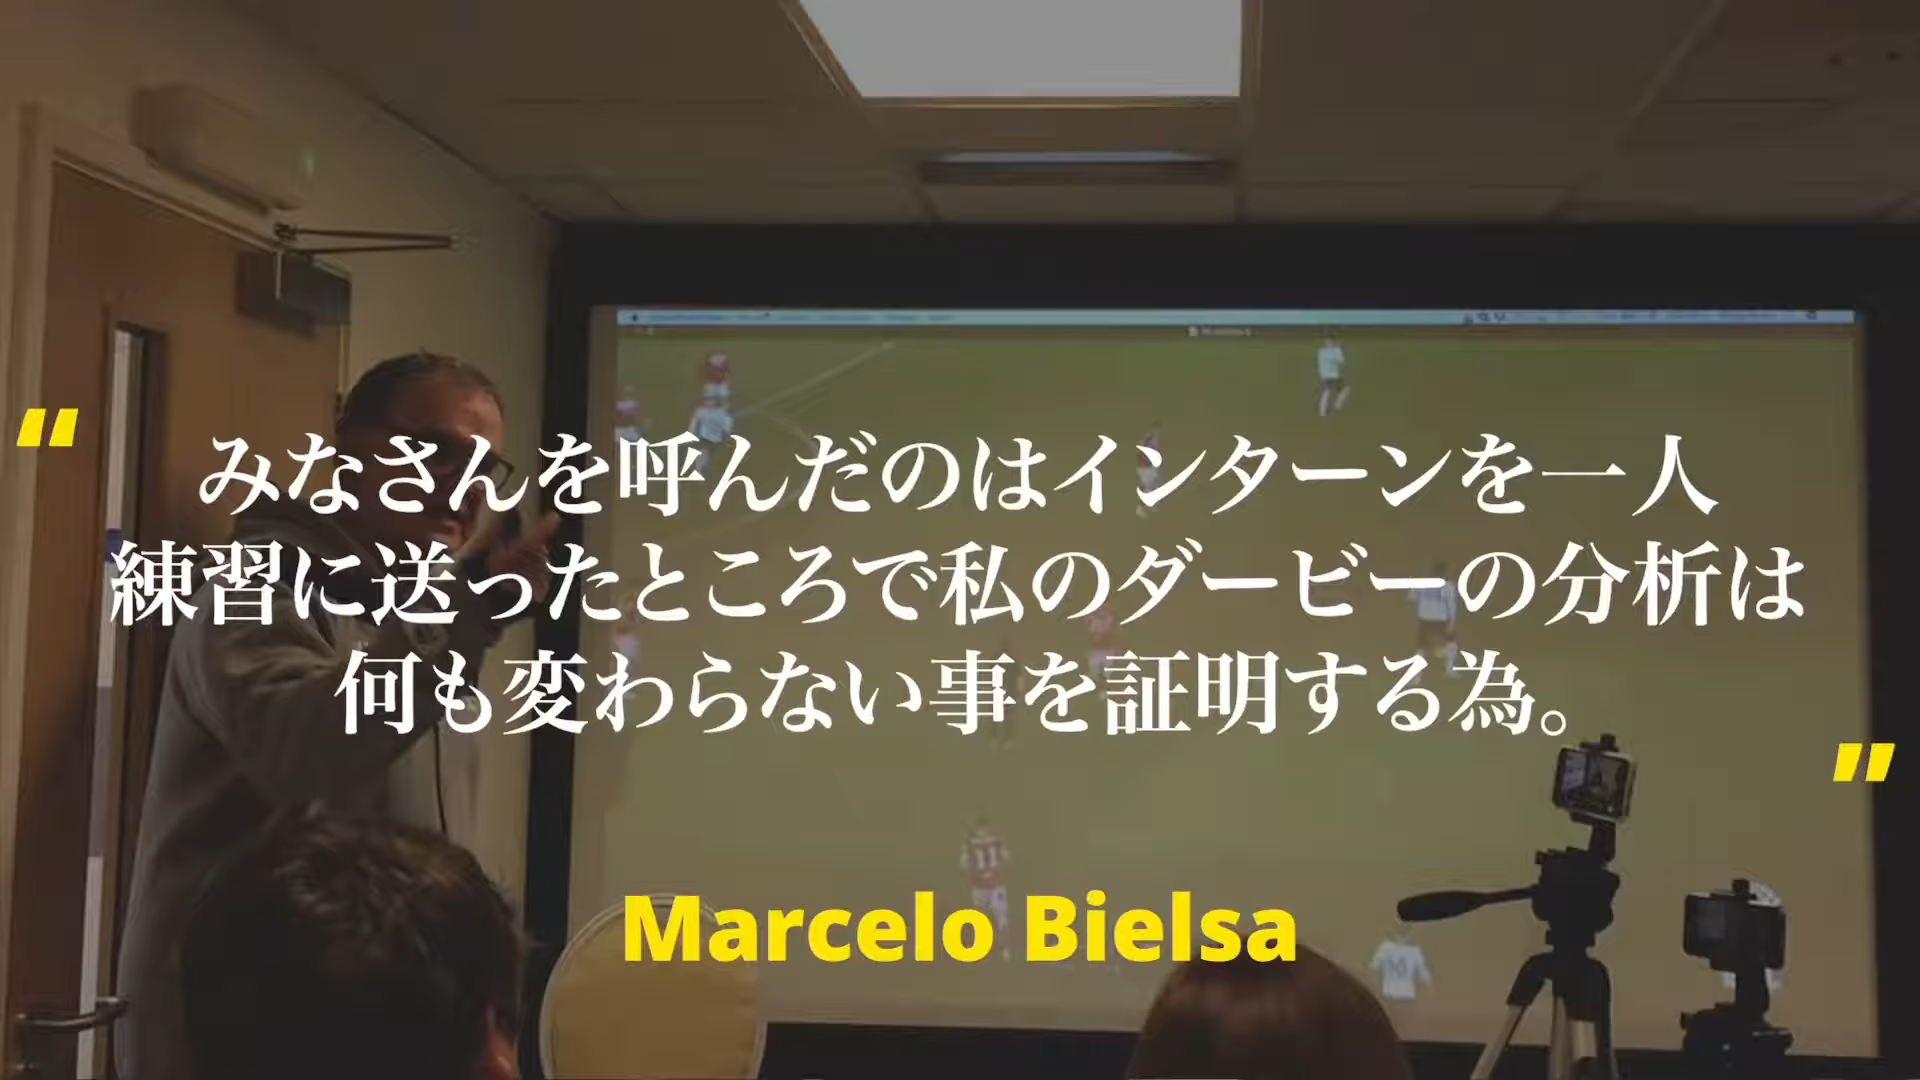 "
みなさんを呼んだのはインターンを一人
練習に送ったところで私のダービーの分析は
何も変わらない事を証明する為。
"
Marcelo Bielsa